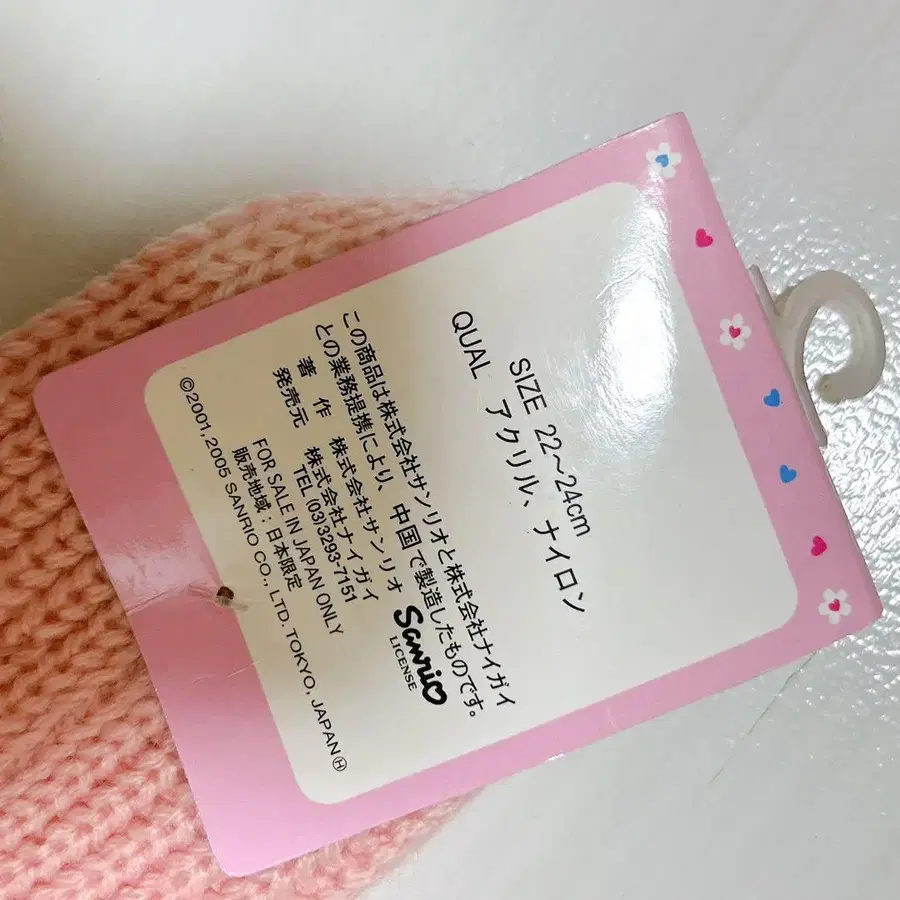 SIZE 22〜24cm
QUAL アクリル、ナイロン
この商品は株式会社サンリオと株式会社ナイガイ
との業務提携により、中国で製造したものです。
著作 株式会社サンリオ
発売元 株式会社ナイガイ
TEL (03)3293-7151
Sanrio
LICENSE
FOR SALE IN JAPAN ONLY
販売地域：日本限定
©2001,2005 SANRIO CO., LTD. TOKYO, JAPAN Ⓗ